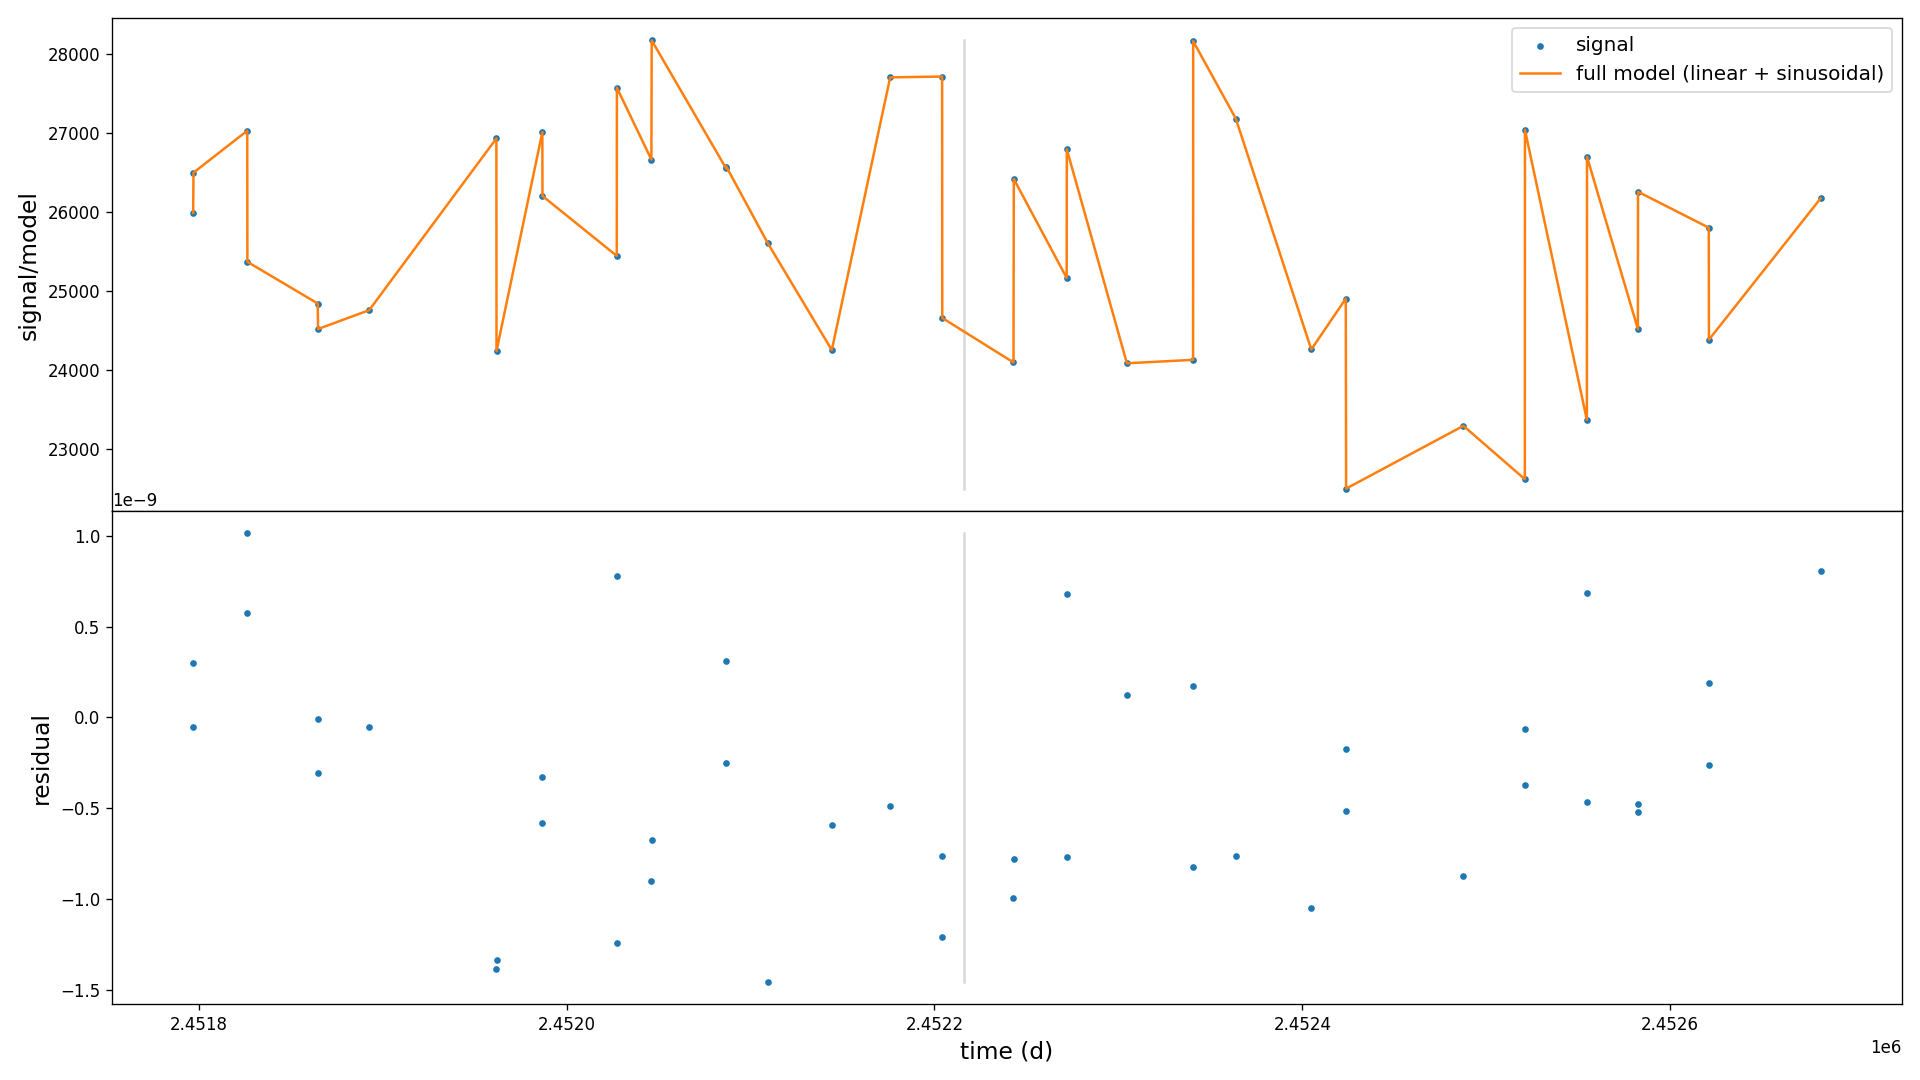 28000
27000
26000
25000
24000
23000
signal/model
signal
full model (linear + sinusoidal)
1e−9
1.0
0.5
0.0
−0.5
−1.0
−1.5
residual
2.4518 2.4520 2.4522 2.4524 2.4526
time (d)
1e6